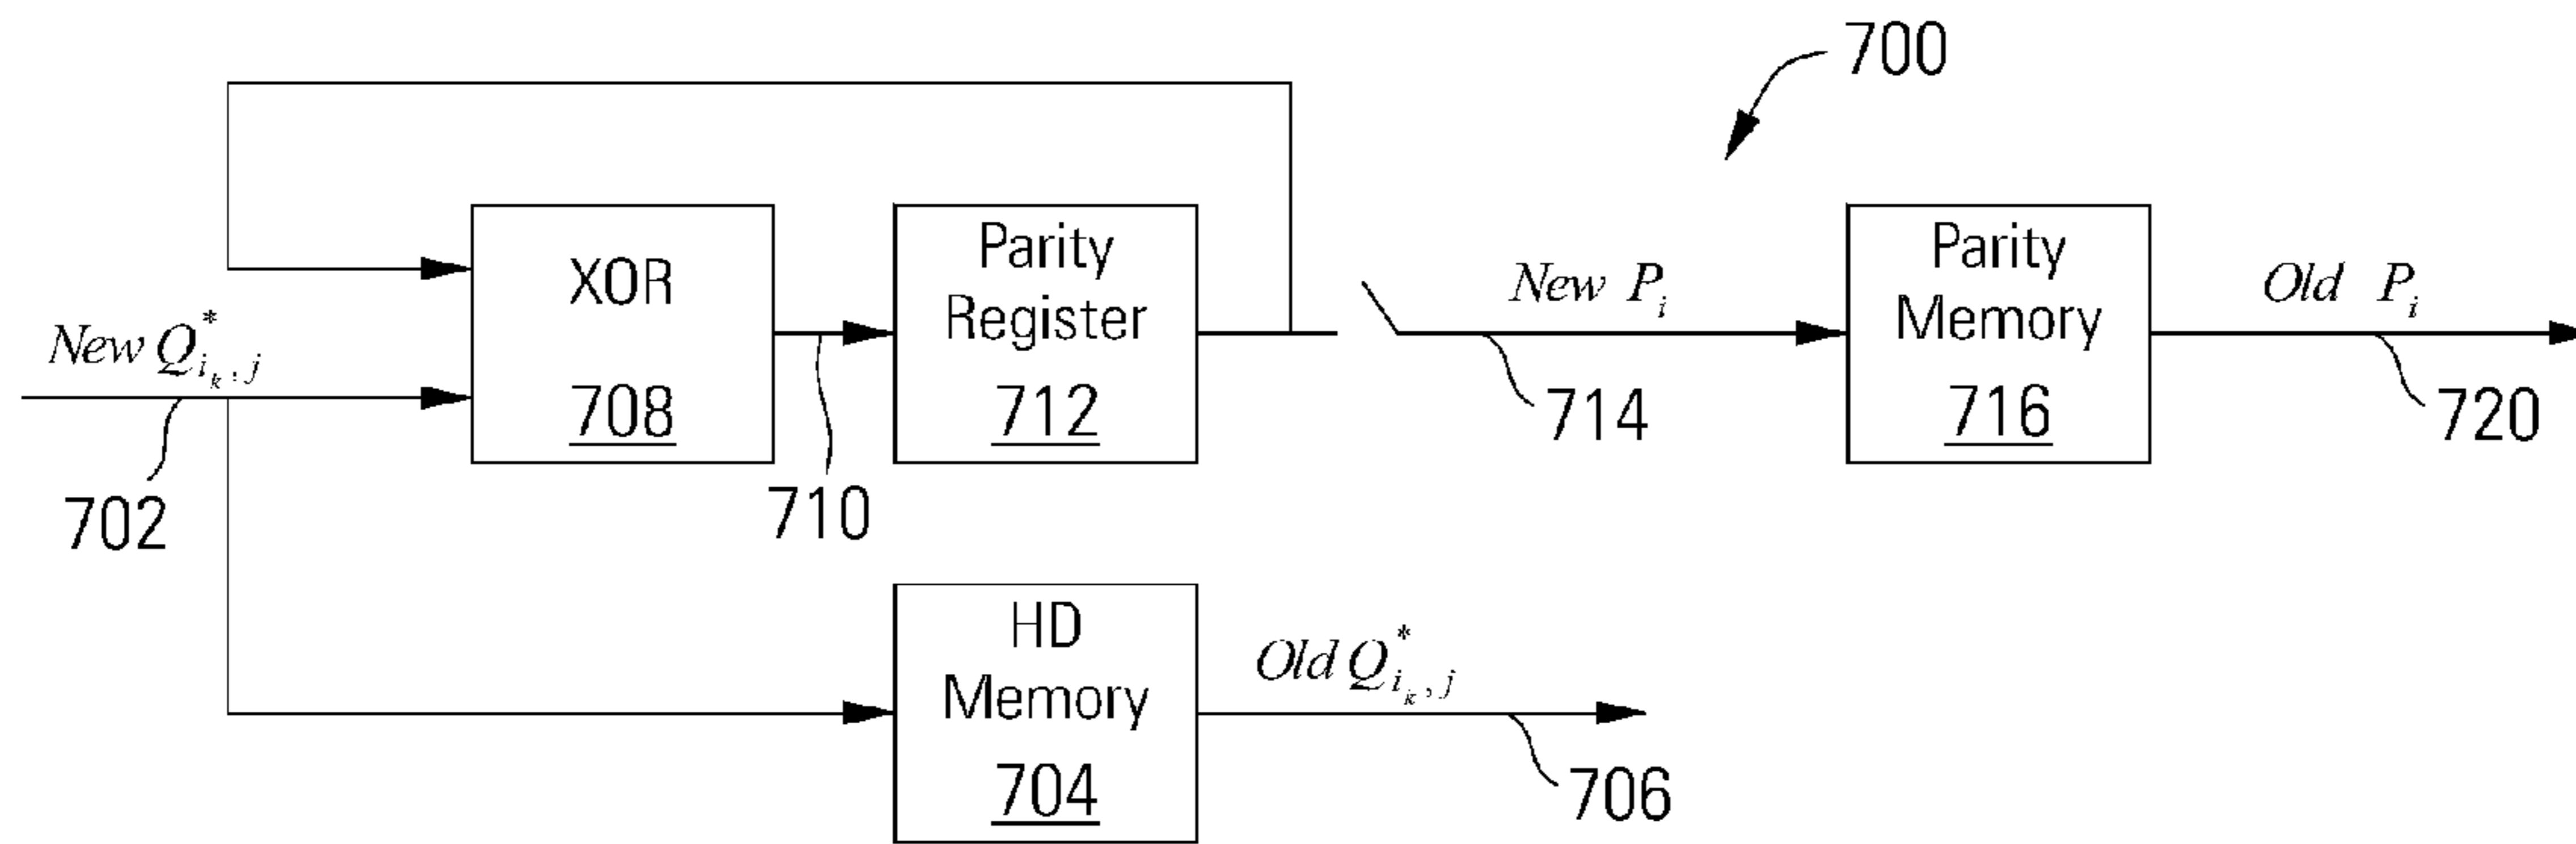 700
XOR
708
Parity
Register
712
New P_i
714
Parity
Memory
716
Old P_i
720
New Q*_{i_k, j}
702
710
HD
Memory
704
Old Q*_{i_k, j}
706